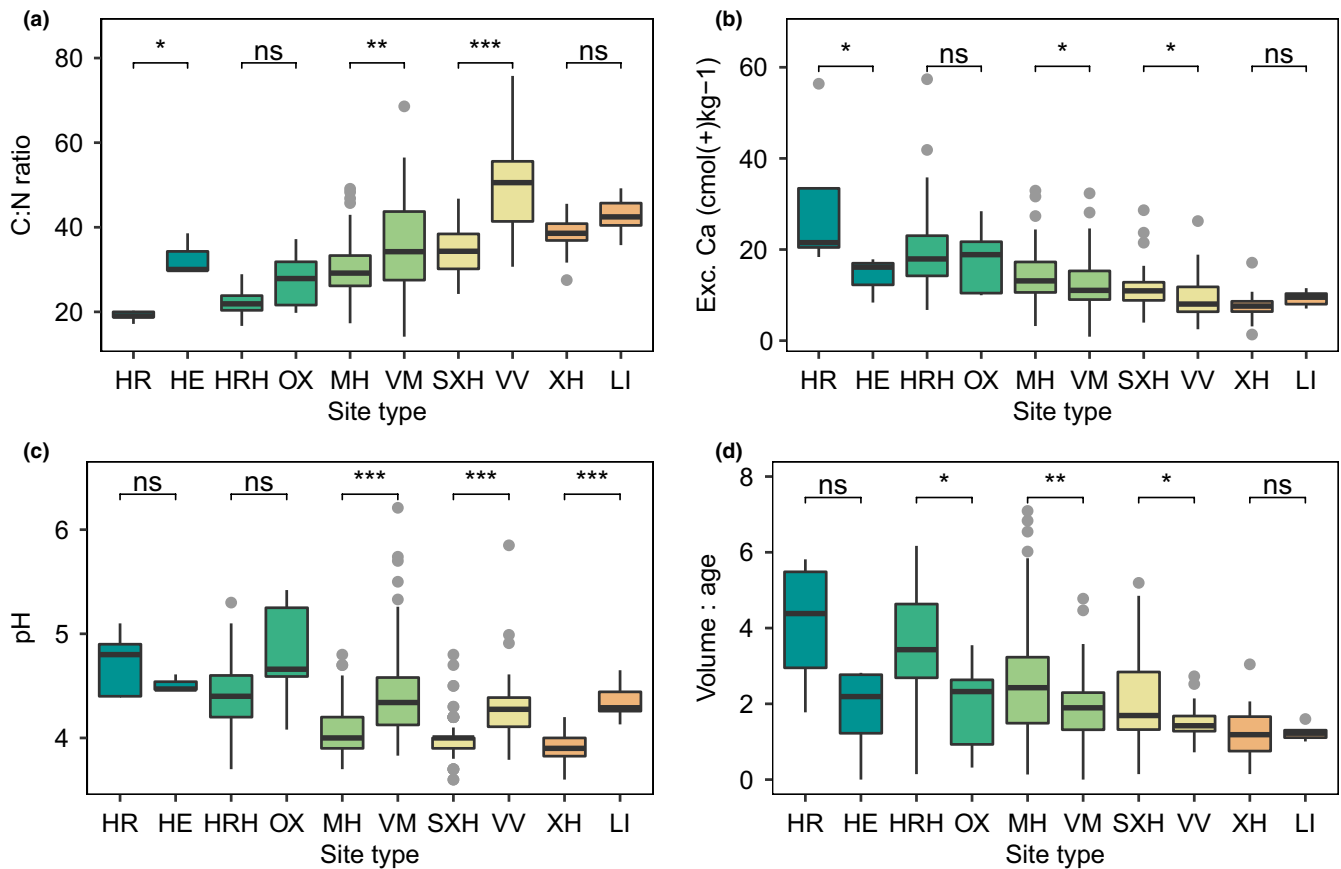 (a)
C:N ratio
80
60
40
20
* ns ** *** ns
HR HE HRH OX MH VM SXH VV XH LI
Site type
(b)
Exc. Ca (cmol(+)kg−1)
60
40
20
0
* ns * * ns
HR HE HRH OX MH VM SXH VV XH LI
Site type
(c)
pH
6
5
4
ns ns *** *** ***
HR HE HRH OX MH VM SXH VV XH LI
Site type
(d)
Volume : age
8
6
4
2
0
ns * ** * ns
HR HE HRH OX MH VM SXH VV XH LI
Site type